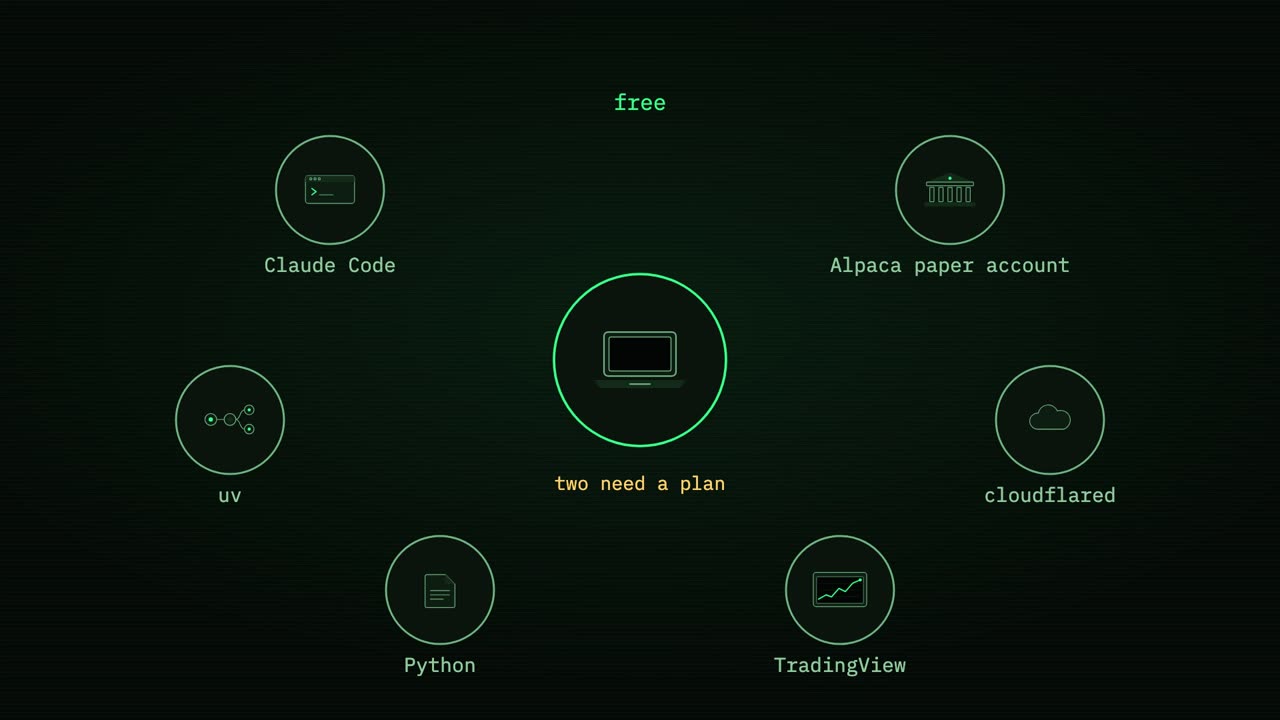 free
Claude Code
Alpaca paper account
two need a plan
uv
cloudflared
Python
TradingView